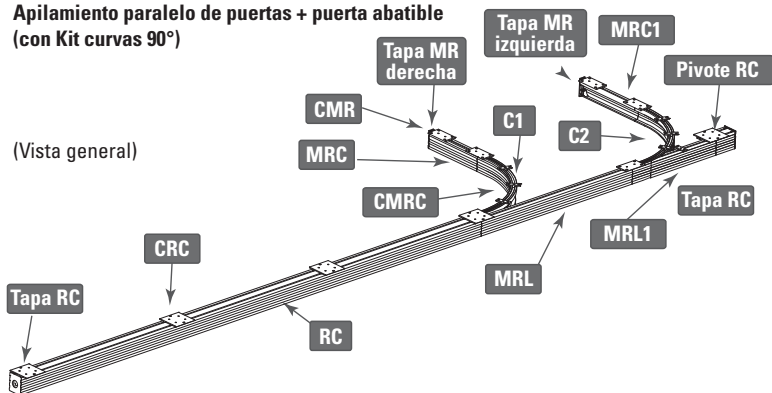 Apilamiento paralelo de puertas + puerta abatible
(con Kit curvas 90°)
(Vista general)
Tapa MR
derecha
Tapa MR
izquierda
MRC1
Pivote RC
CMR
C1
MRC
C2
CMRC
Tapa RC
MRL1
CRC
MRL
Tapa RC
RC